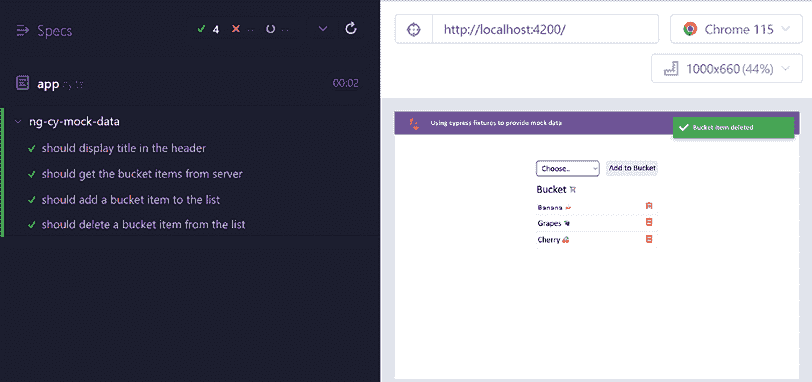 Specs
4
app cy.ts
00:02
ng-cy-mock-data
should display title in the header
should get the bucket items from server
should add a bucket item to the list
should delete a bucket item from the list
http://localhost:4200/
Chrome 115
1000x660 (44%)
Using cypress fixtures to provide mock data
Bucket item deleted
Choose..
Add to Bucket
Bucket
Banana
Grapes
Cherry